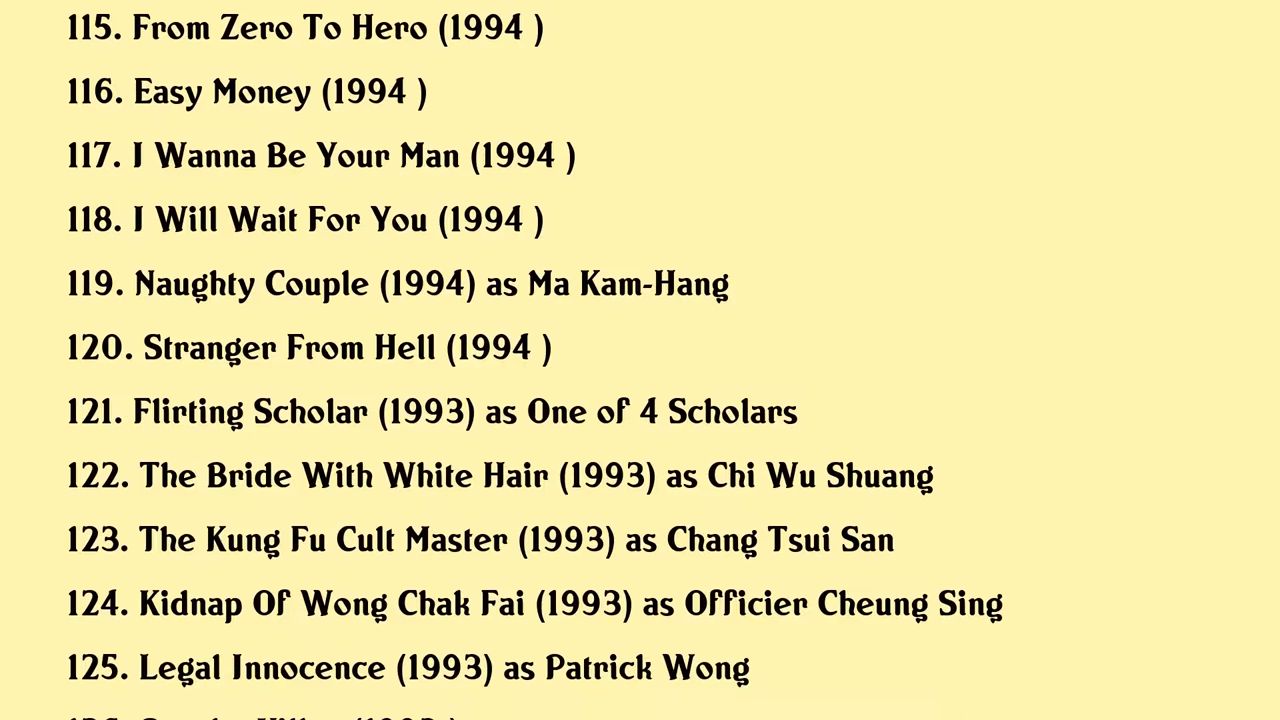 115. From Zero To Hero (1994 )
116. Easy Money (1994 )
117. I Wanna Be Your Man (1994 )
118. I Will Wait For You (1994 )
119. Naughty Couple (1994) as Ma Kam-Hang
120. Stranger From Hell (1994 )
121. Flirting Scholar (1993) as One of 4 Scholars
122. The Bride With White Hair (1993) as Chi Wu Shuang
123. The Kung Fu Cult Master (1993) as Chang Tsui San
124. Kidnap Of Wong Chak Fai (1993) as Officier Cheung Sing
125. Legal Innocence (1993) as Patrick Wong